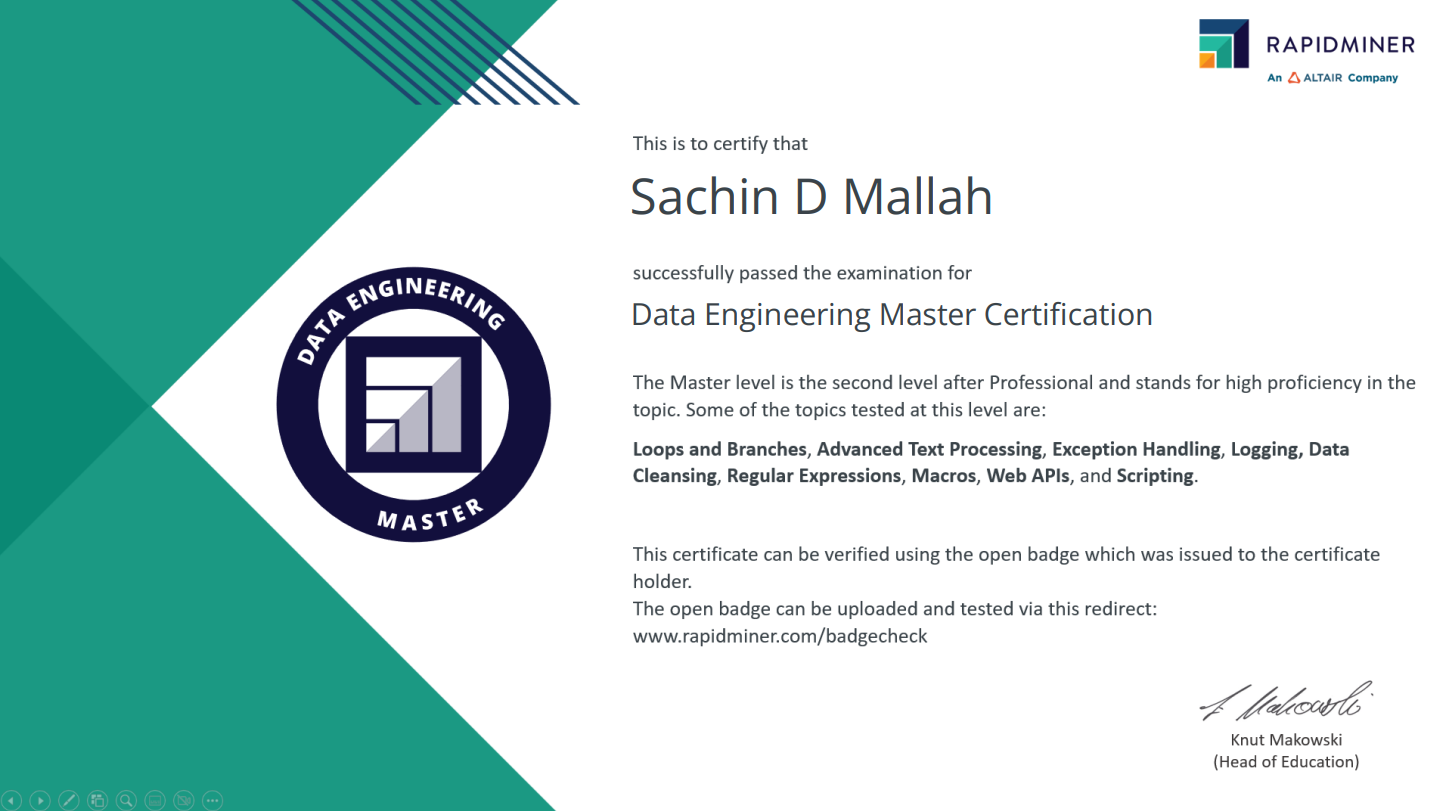 RAPIDMINER
An ALTAIR Company
This is to certify that
Sachin D Mallah
successfully passed the examination for
Data Engineering Master Certification
DATA ENGINEERING
MASTER
The Master level is the second level after Professional and stands for high proficiency in the
topic. Some of the topics tested at this level are:
Loops and Branches, Advanced Text Processing, Exception Handling, Logging, Data
Cleansing, Regular Expressions, Macros, Web APIs, and Scripting.
This certificate can be verified using the open badge which was issued to the certificate
holder.
The open badge can be uploaded and tested via this redirect:
www.rapidminer.com/badgecheck
Knut Makowski
(Head of Education)